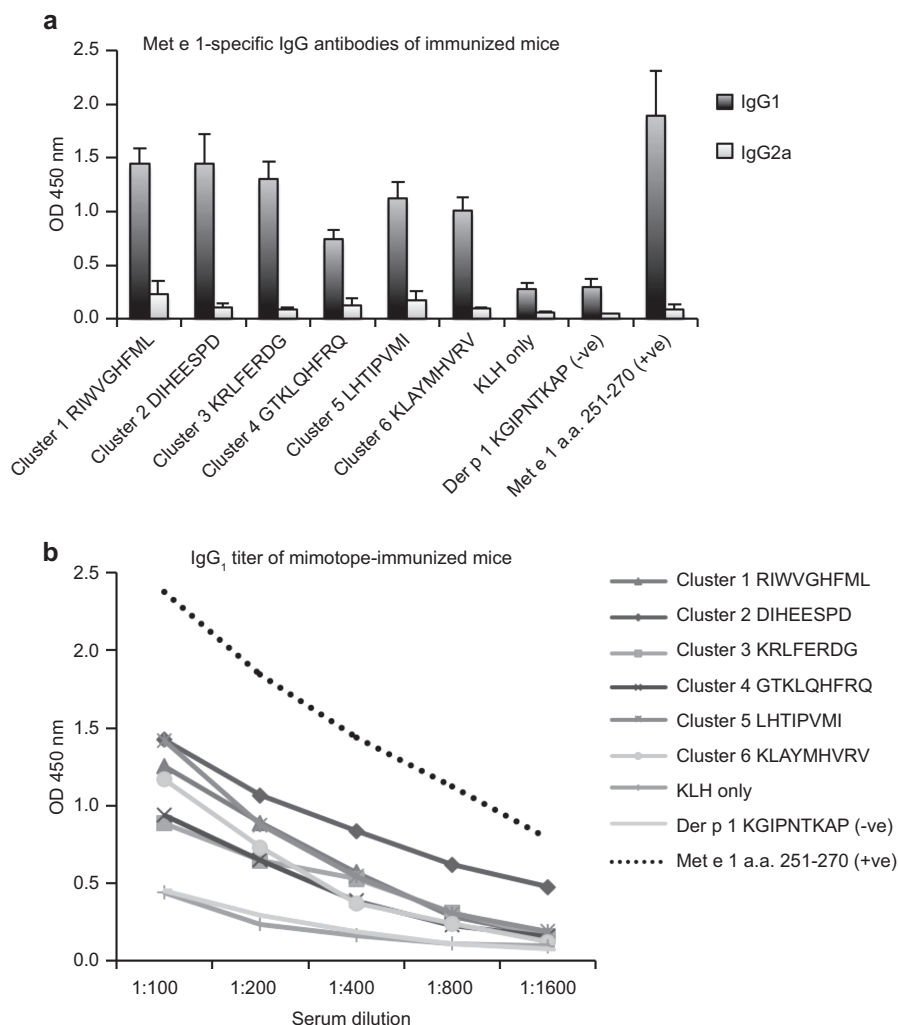 a
Met e 1-specific IgG antibodies of immunized mice
2.5
2.0
1.5
1.0
0.5
0.0
OD 450 nm
IgG1
IgG2a
Cluster 1 RIWVGHFML
Cluster 2 DIHEESPD
Cluster 3 KRLFERDG
Cluster 4 GTKLQHFRQ
Cluster 5 LHTIPVMI
Cluster 6 KLAYMHVRV
KLH only
Der p 1 KGIPNTKAP (-ve)
Met e 1 a.a. 251-270 (+ve)
b
IgG1 titer of mimotope-immunized mice
2.5
2.0
1.5
1.0
0.5
0.0
OD 450 nm
1:100 1:200 1:400 1:800 1:1600
Serum dilution
Cluster 1 RIWVGHFML
Cluster 2 DIHEESPD
Cluster 3 KRLFERDG
Cluster 4 GTKLQHFRQ
Cluster 5 LHTIPVMI
Cluster 6 KLAYMHVRV
KLH only
Der p 1 KGIPNTKAP (-ve)
Met e 1 a.a. 251-270 (+ve)